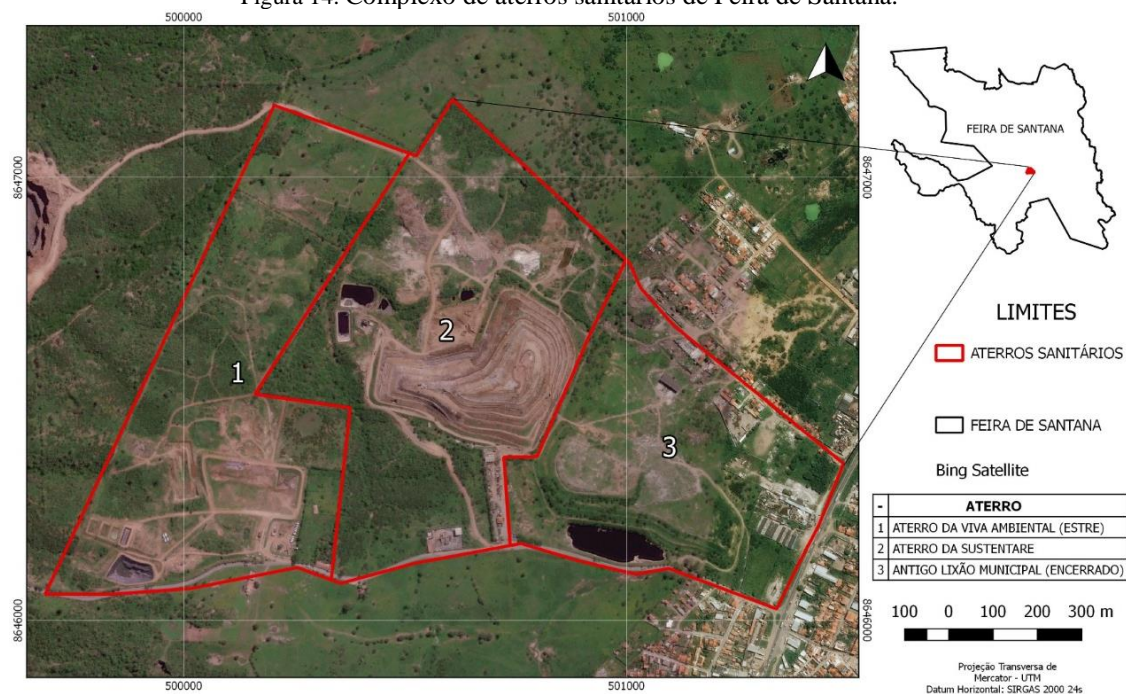 Figura 14. Complexo de aterros sanitários de Feira de Santana.
500000
501000
8647000
8647000
1
2
3
8646000
8646000
500000
501000
FEIRA DE SANTANA
LIMITES
ATERROS SANITÁRIOS
FEIRA DE SANTANA
Bing Satellite
- ATERRO
1 ATERRO DA VIVA AMBIENTAL (ESTRE)
2 ATERRO DA SUSTENTARE
3 ANTIGO LIXÃO MUNICIPAL (ENCERRADO)
100 0 100 200 300 m
Projeção Transversa de
Mercator - UTM
Datum Horizontal: SIRGAS 2000 24s